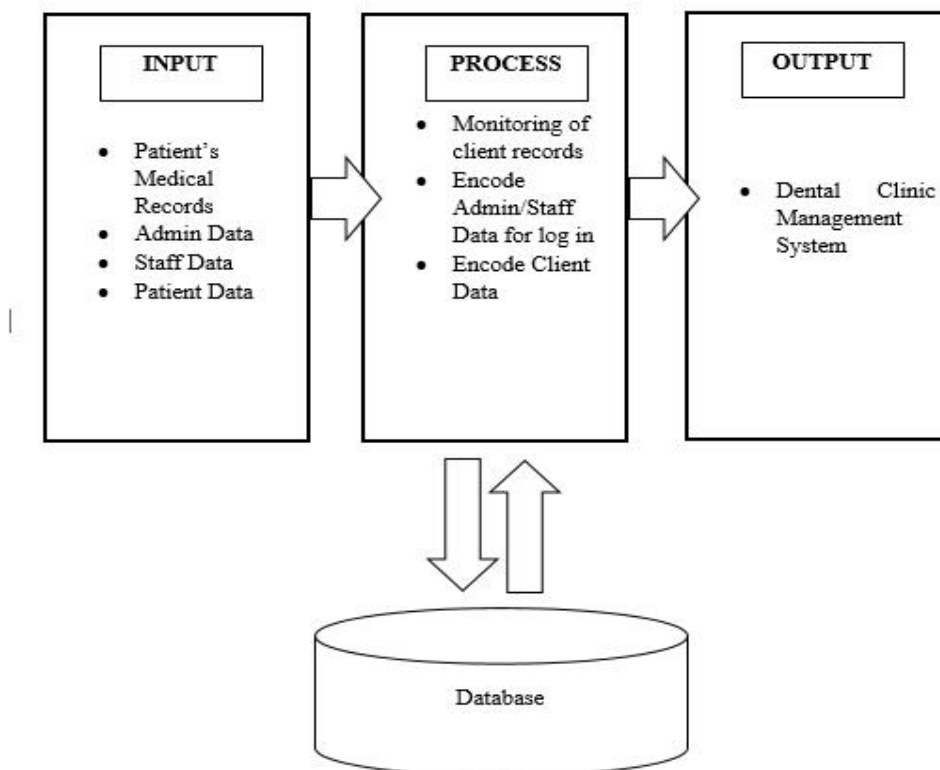 INPUT
• Patient’s
Medical
Records
• Admin Data
• Staff Data
• Patient Data
PROCESS
• Monitoring of
client records
• Encode
Admin/Staff
Data for log in
• Encode Client
Data
OUTPUT
• Dental Clinic
Management
System
Database